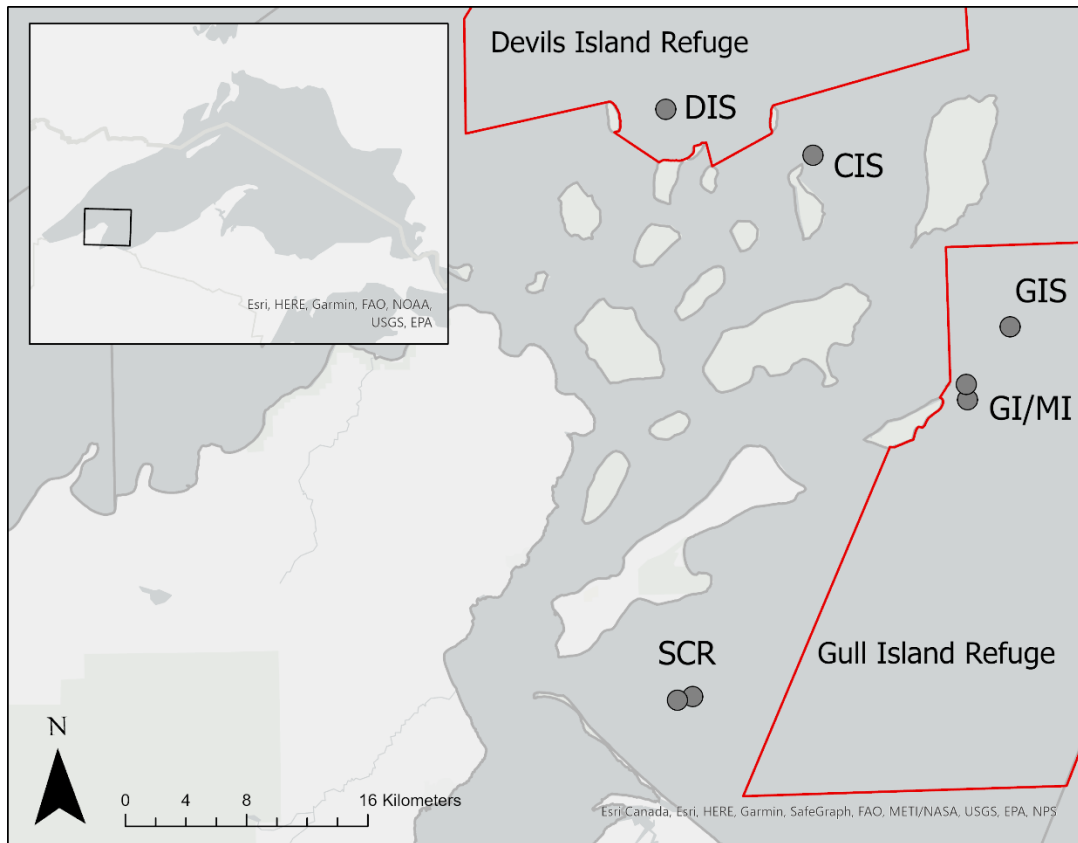 Devils Island Refuge
DIS
CIS
Esri, HERE, Garmin, FAO, NOAA,
USGS, EPA
GIS
GI/MI
SCR
Gull Island Refuge
N
0 4 8 16 Kilometers
Esri Canada, Esri, HERE, Garmin, SafeGraph, FAO, METI/NASA, USGS, EPA, NPS